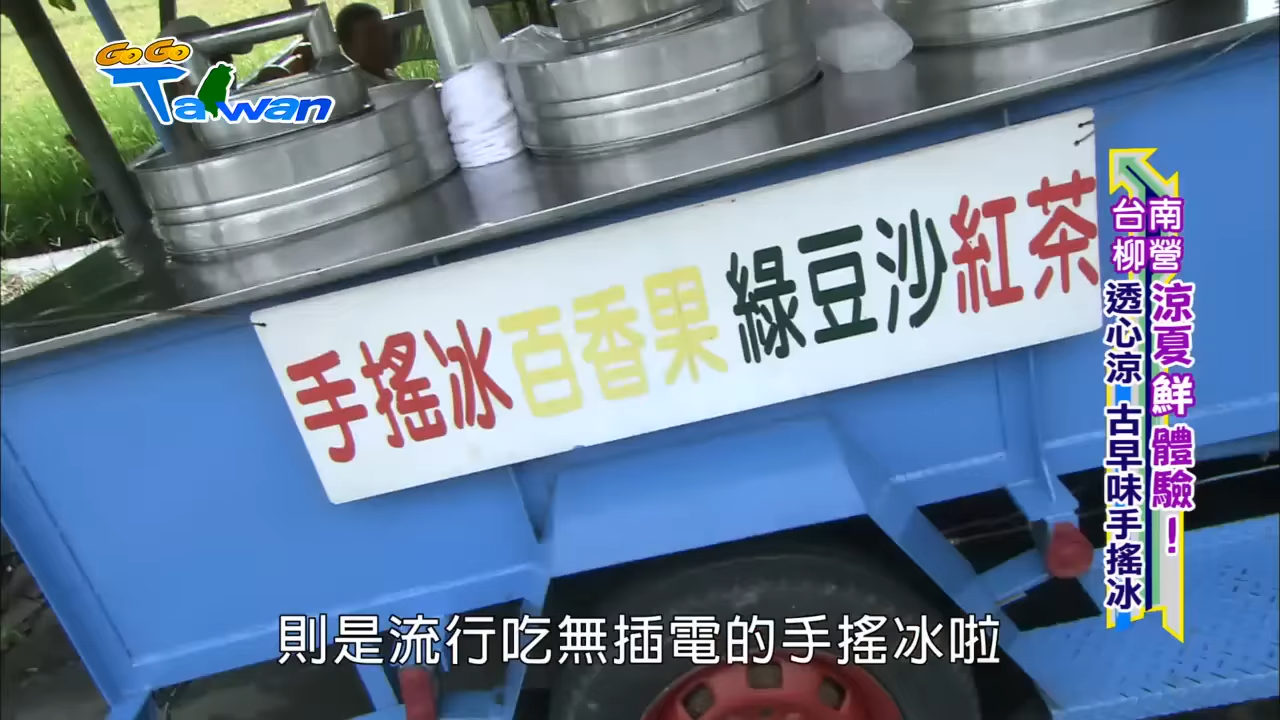 GoGo
Taiwan
手搖冰 百香果 綠豆沙 紅茶
台南
柳營
涼夏鮮體驗！
透心涼 古早味手搖冰
則是流行吃無插電的手搖冰啦